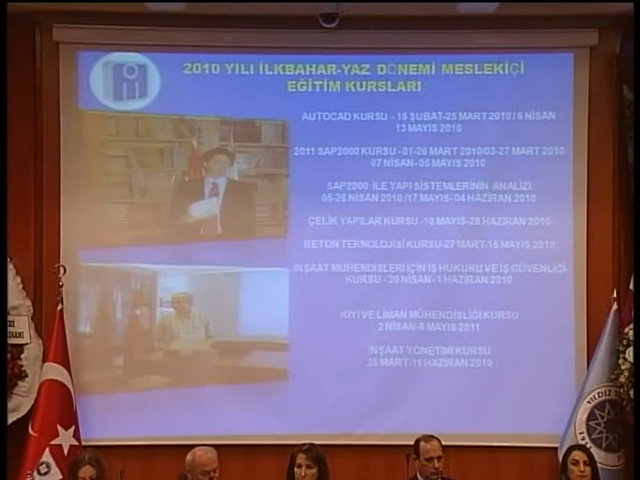 2010 YILI İLKBAHAR-YAZ DÖNEMİ MESLEKİÇİ
EĞİTİM KURSLARI
AUTOCAD KURSU - 16 ŞUBAT-25 MART 2010 / 6 NİSAN
13 MAYIS 2010
2011 SAP2000 KURSU - 01-26 MART 2010/03-27 MART 2010
07 NİSAN-05 MAYIS 2010
SAP2000 İLE YAPI SİSTEMLERİNİN ANALİZİ
05-26 NİSAN 2010 /17 MAYIS- 04 HAZİRAN 2010
ÇELİK YAPILAR KURSU -10 MAYIS-28 HAZİRAN 2010
BETON TEKNOLOJİSİ KURSU-27 MART-15 MAYIS 2010
İNŞAAT MÜHENDİSLERİ İÇİN İŞ HUKUKU VE İŞ GÜVENLİĞİ
KURSU - 20 NİSAN-1 HAZİRAN 2010
KIYI VE LİMAN MÜHENDİSLİĞİ KURSU
2 NİSAN-8 MAYIS 2011
İNŞAAT YÖNETİMİ KURSU
26 MART-11 HAZİRAN 2010
YILDIZ